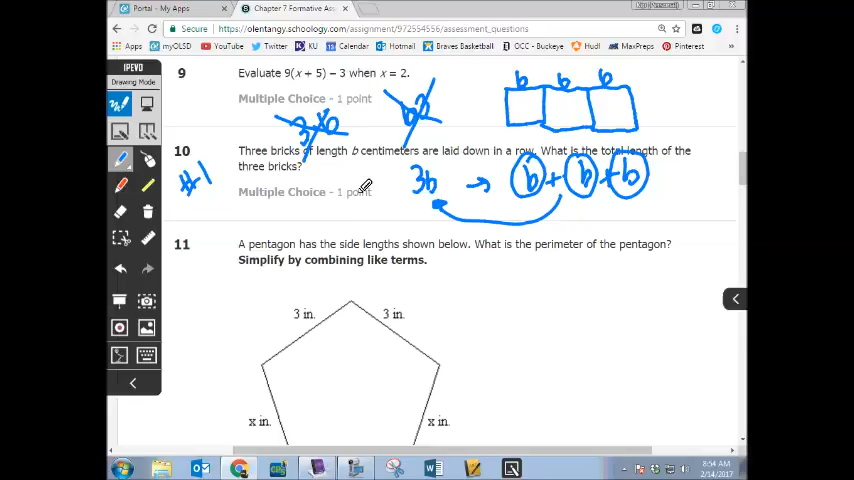 Portal - My Apps
Chapter 7 Formative Ass
Secure
https://olentangy.schoology.com/assignment/972554556/assessment_questions
Apps
myOLSD
YouTube
Twitter
KU
Calendar
Hotmail
Braves Basketball
OCC - Buckeye
Hudl
MaxPreps
Pinterest
IPEVO
Drawing Mode
9
Evaluate 9(x + 5) − 3 when x = 2.
Multiple Choice - 1 point
b b b
10
Three bricks of length b centimeters are laid down in a row. What is the total length of the
three bricks?
#1
Multiple Choice - 1 point
3b → b + b + b
11
A pentagon has the side lengths shown below. What is the perimeter of the pentagon?
Simplify by combining like terms.
3 in.
3 in.
x in.
x in.
8:54 AM
2/14/2017